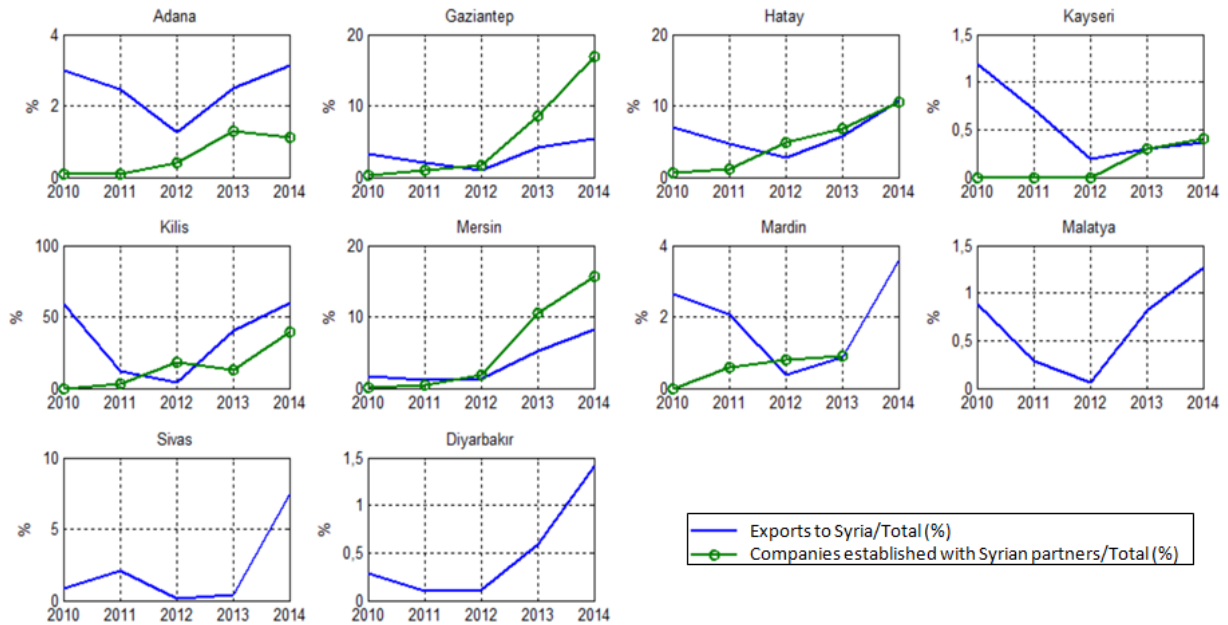 Adana
4
2
0
%
2010 2011 2012 2013 2014
Gaziantep
20
10
0
%
2010 2011 2012 2013 2014
Hatay
20
10
0
%
2010 2011 2012 2013 2014
Kayseri
1,5
1
0,5
0
%
2010 2011 2012 2013 2014
Kilis
100
50
0
%
2010 2011 2012 2013 2014
Mersin
20
10
0
%
2010 2011 2012 2013 2014
Mardin
4
2
0
%
2010 2011 2012 2013 2014
Malatya
1,5
1
0,5
0
%
2010 2011 2012 2013 2014
Sivas
10
5
0
%
2010 2011 2012 2013 2014
Diyarbakır
1,5
1
0,5
0
%
2010 2011 2012 2013 2014
Exports to Syria/Total (%)
Companies established with Syrian partners/Total (%)